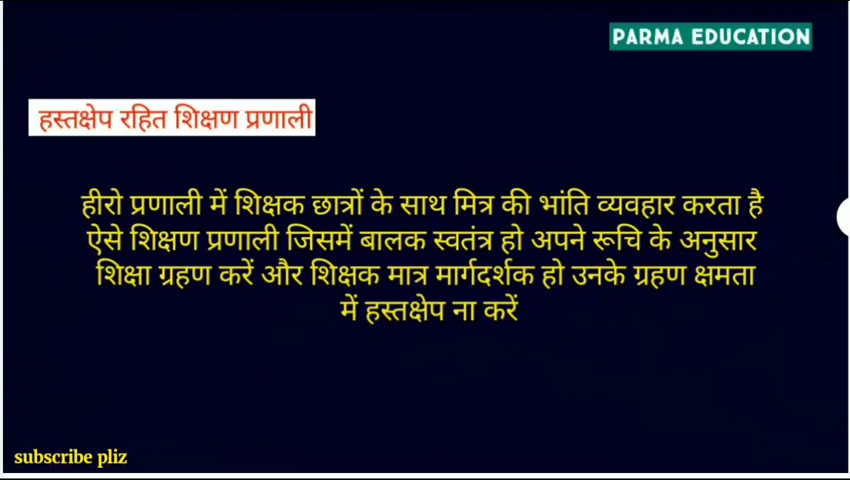 PARMA EDUCATION
हस्तक्षेप रहित शिक्षण प्रणाली
हीरो प्रणाली में शिक्षक छात्रों के साथ मित्र की भांति व्यवहार करता है
ऐसे शिक्षण प्रणाली जिसमें बालक स्वतंत्र हो अपने रूचि के अनुसार
शिक्षा ग्रहण करें और शिक्षक मात्र मार्गदर्शक हो उनके ग्रहण क्षमता
में हस्तक्षेप ना करें
subscribe pliz